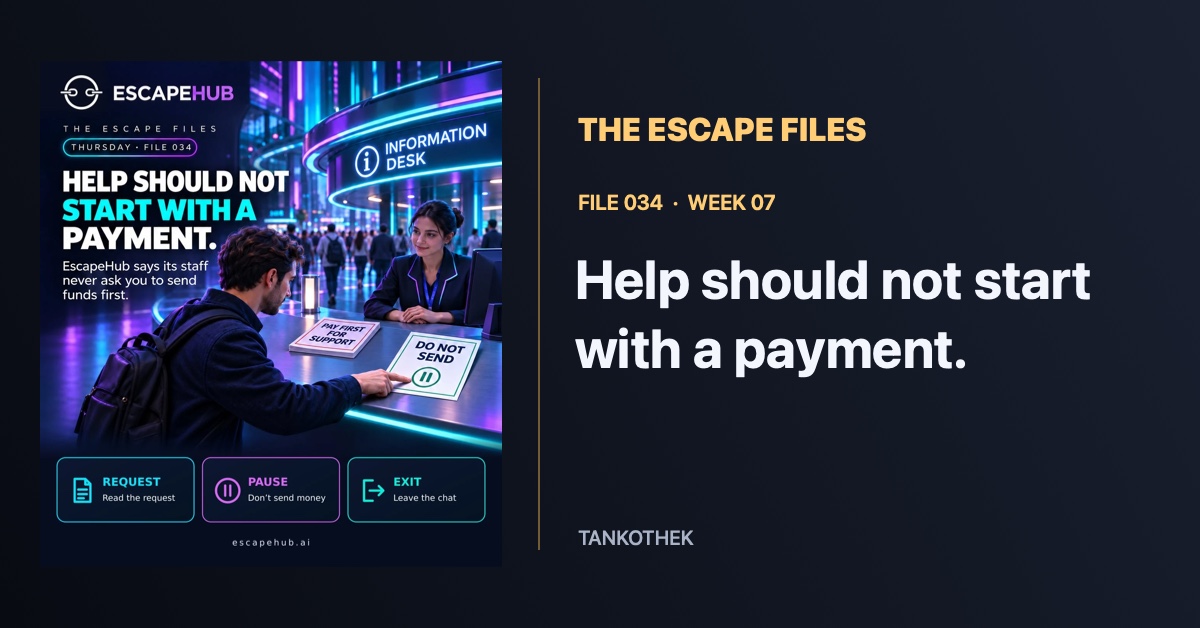 ESCAPEHUB
THE ESCAPE FILES
THURSDAY · FILE 034
HELP SHOULD NOT
START WITH A
PAYMENT.
EscapeHub says its staff
never ask you to send
funds first.
INFORMATION
DESK
PAY FIRST
FOR
SUPPORT
DO NOT
SEND
REQUEST
Read the request
PAUSE
Don't send money
EXIT
Leave the chat
escapehub.ai
THE ESCAPE FILES
FILE 034 · WEEK 07
Help should not start
with a payment.
TANKOTHEK